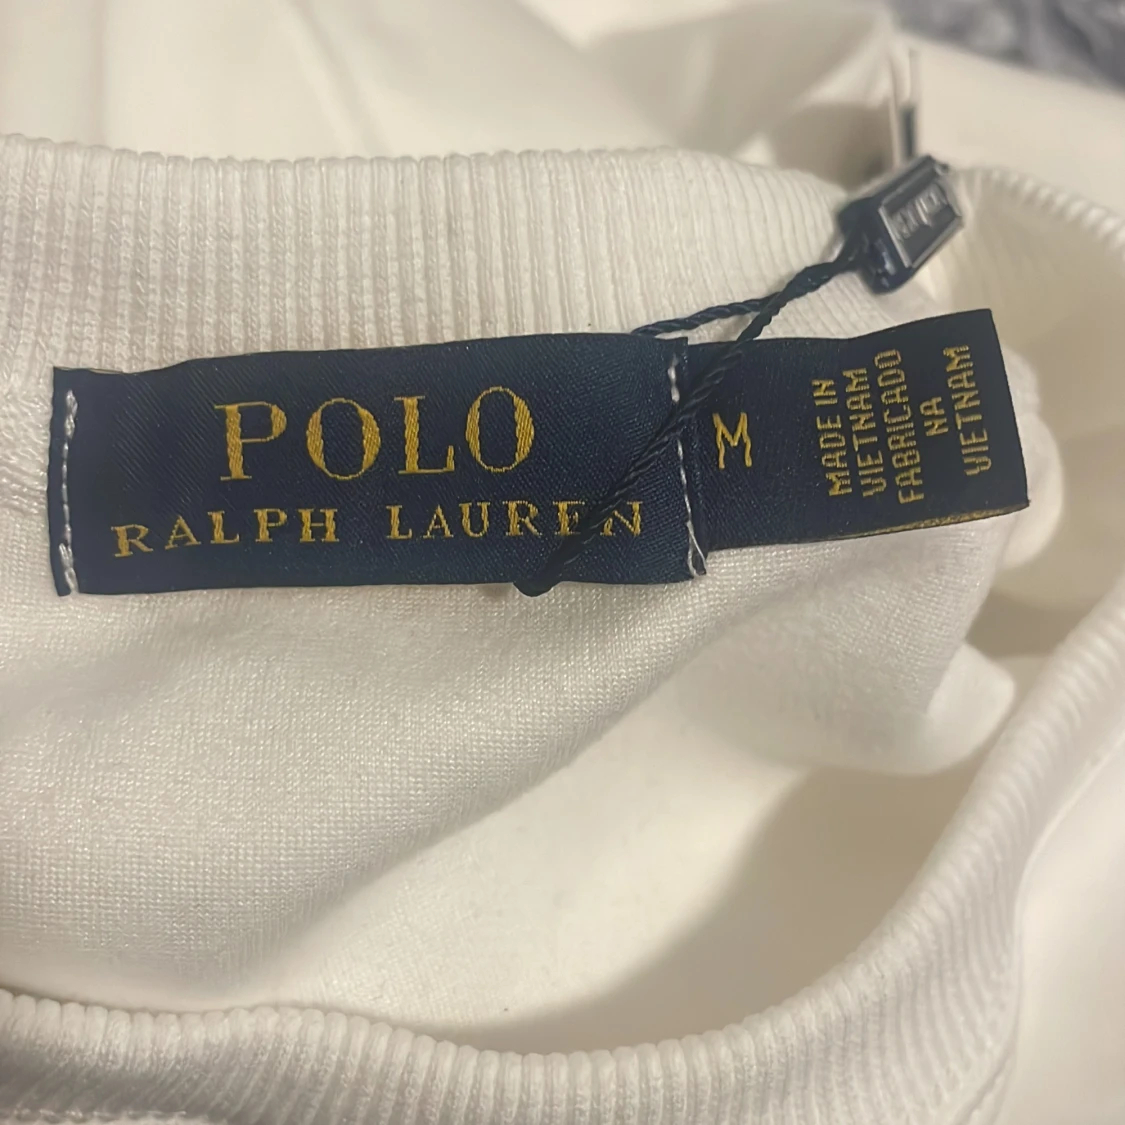 POLO
RALPH LAUREN
M
MADE IN
VIETNAM
FABRICADO
NA
VIETNAM